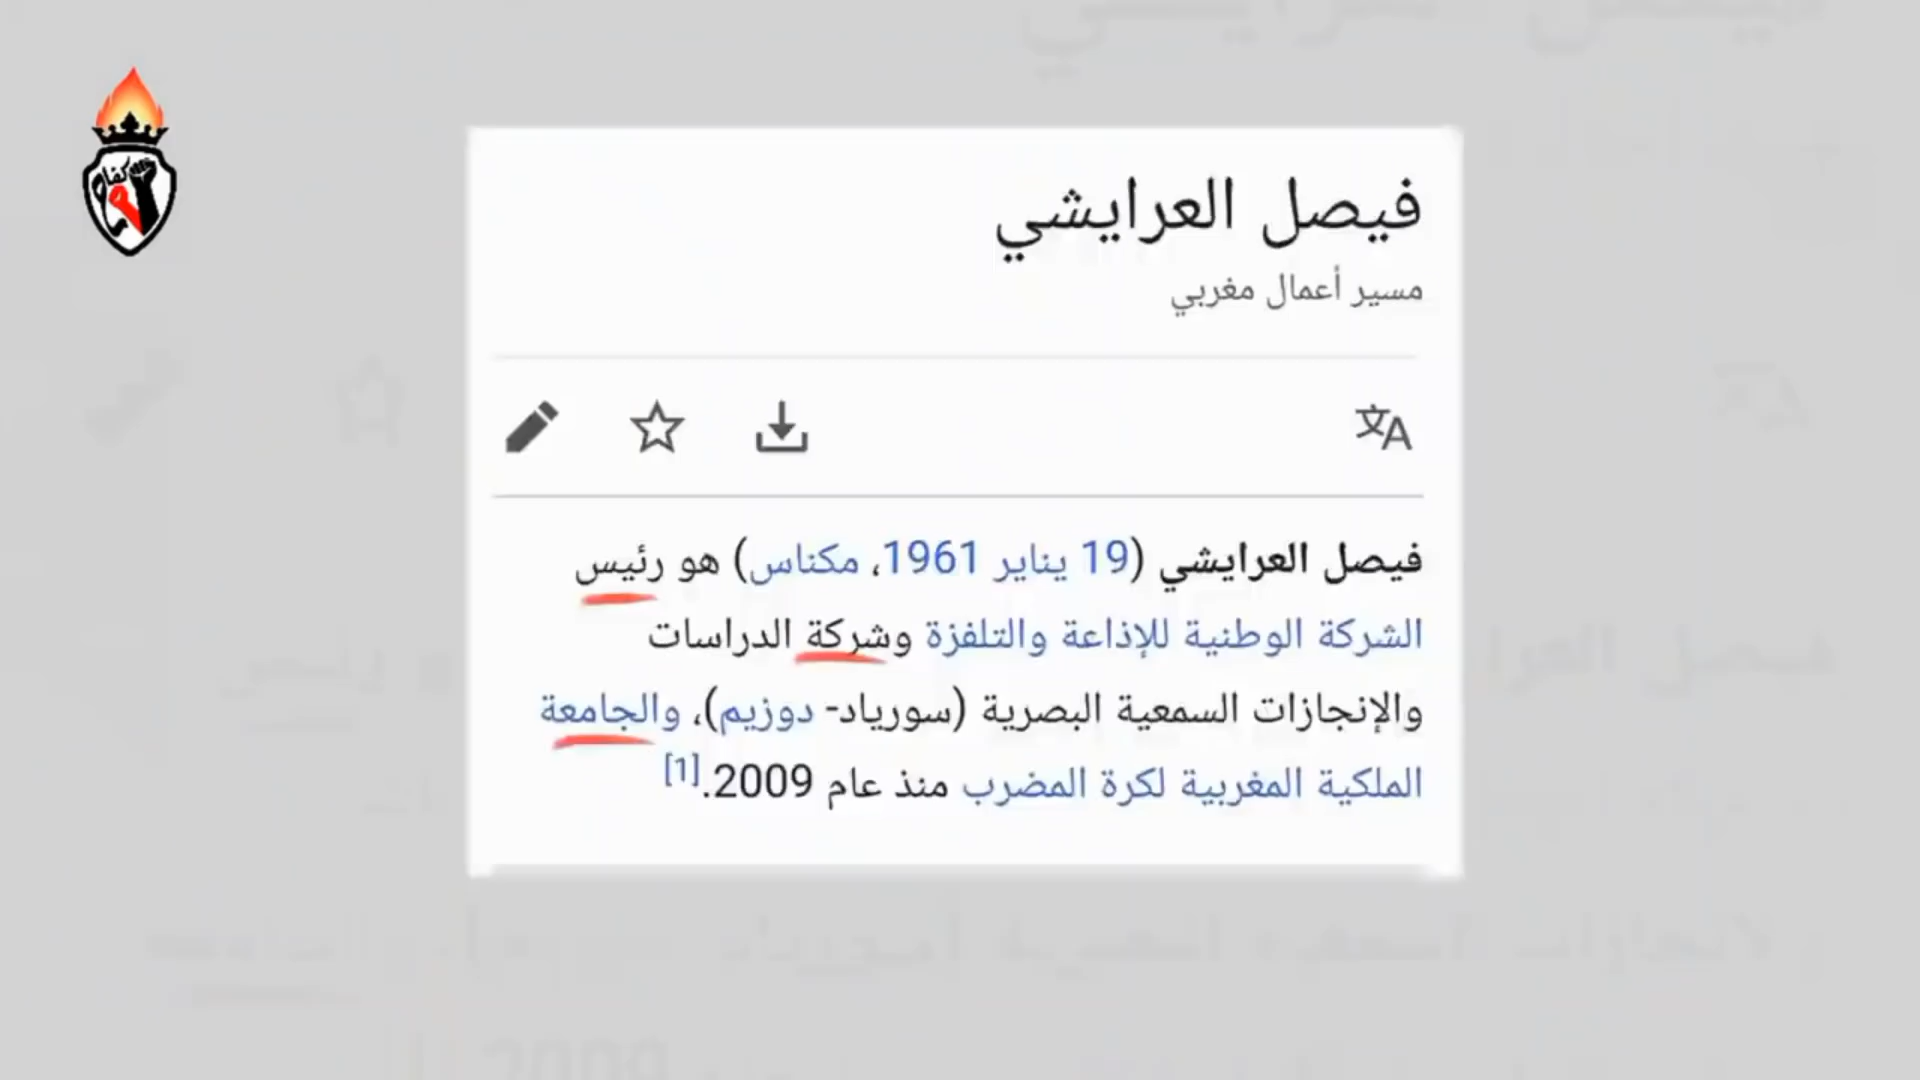 كفاح
فيصل العرايشي
مسير أعمال مغربي
فيصل العرايشي (19 يناير 1961، مكناس) هو رئيس
الشركة الوطنية للإذاعة والتلفزة وشركة الدراسات
والإنجازات السمعية البصرية (سورياد- دوزيم)، والجامعة
الملكية المغربية لكرة المضرب منذ عام 2009.[1]